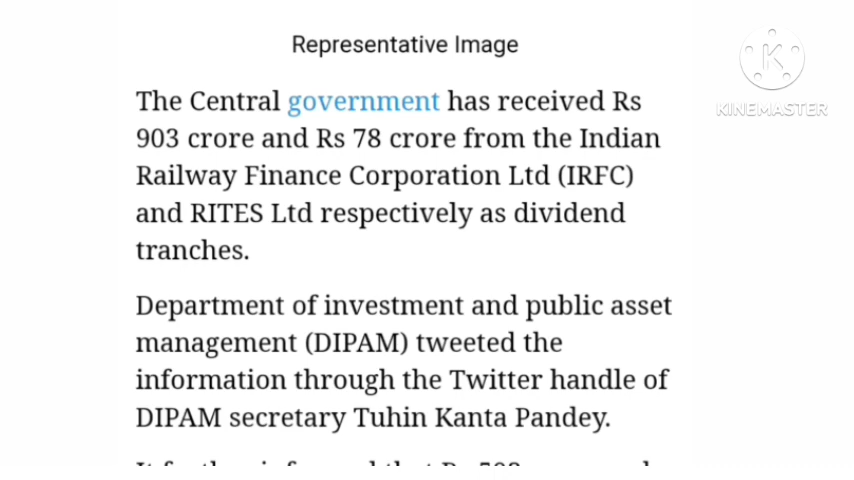 Representative Image
KINEMASTER
The Central government has received Rs
903 crore and Rs 78 crore from the Indian
Railway Finance Corporation Ltd (IRFC)
and RITES Ltd respectively as dividend
tranches.
Department of investment and public asset
management (DIPAM) tweeted the
information through the Twitter handle of
DIPAM secretary Tuhin Kanta Pandey.